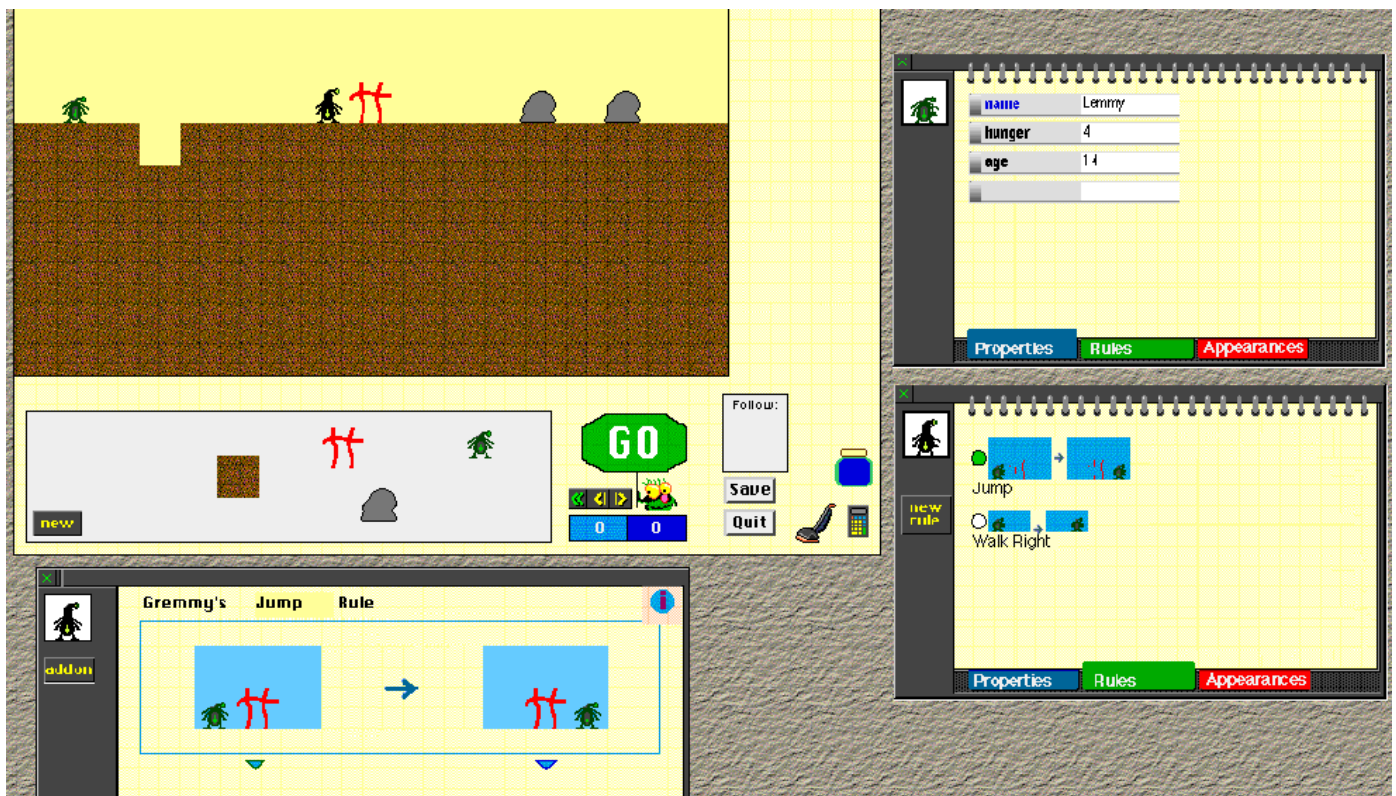 name Lemmy
hunger 4
age 14
Properties Rules Appearances
Follow:
GO
Save
Quit
new
0 0
new
rule
Jump
Walk Right
Properties Rules Appearances
Gremmy's Jump Rule
i
addon